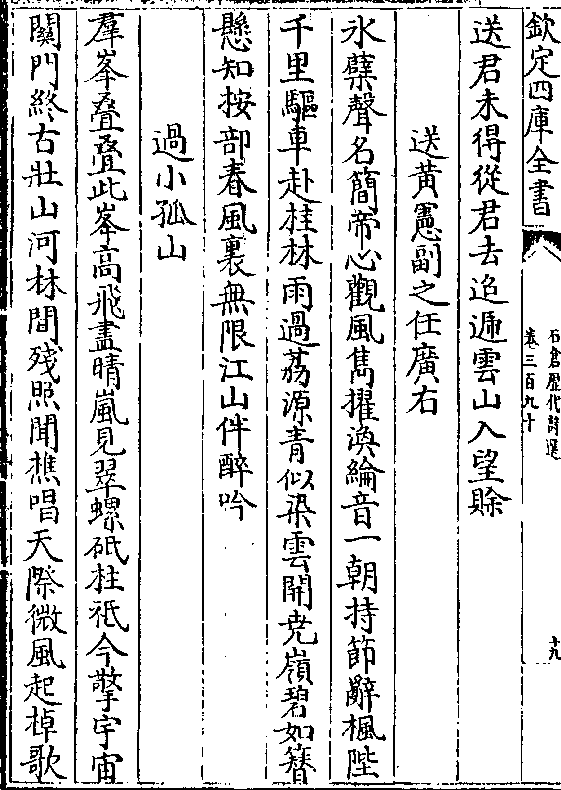 欽定四庫全書
石倉歷代詩選
卷三百九十
十九
送君未得從君去迢遞雲山入望賒
送黄憲副之任廣右
氷蘖聲名簡帝心觀風雋擢渙綸音一朝持節辭楓陛
千里驅車赴桂林雨過荔源青似染雲開堯嶺碧如簮
懸知按部春風裏無限江山伴醉吟
過小孤山
羣峯疊疊此峯高飛盡晴嵐見翠螺砥柱祗今擎宇宙
關門終古壯山河林間殘照聞樵唱天際微風起棹歌